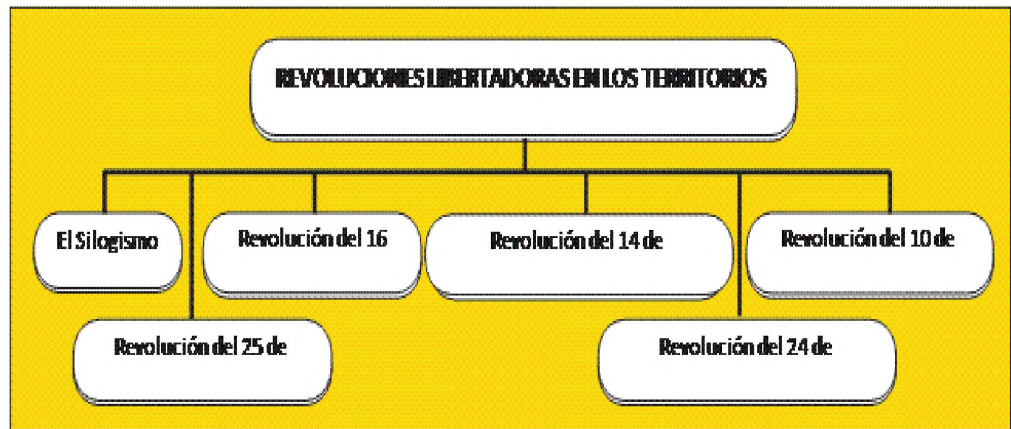 REVOLUCIONES LIBERTADORAS EN LOS TERRITORIOS
El Silogismo
Revolución del 16
Revolución del 14 de
Revolución del 10 de
Revolución del 25 de
Revolución del 24 de